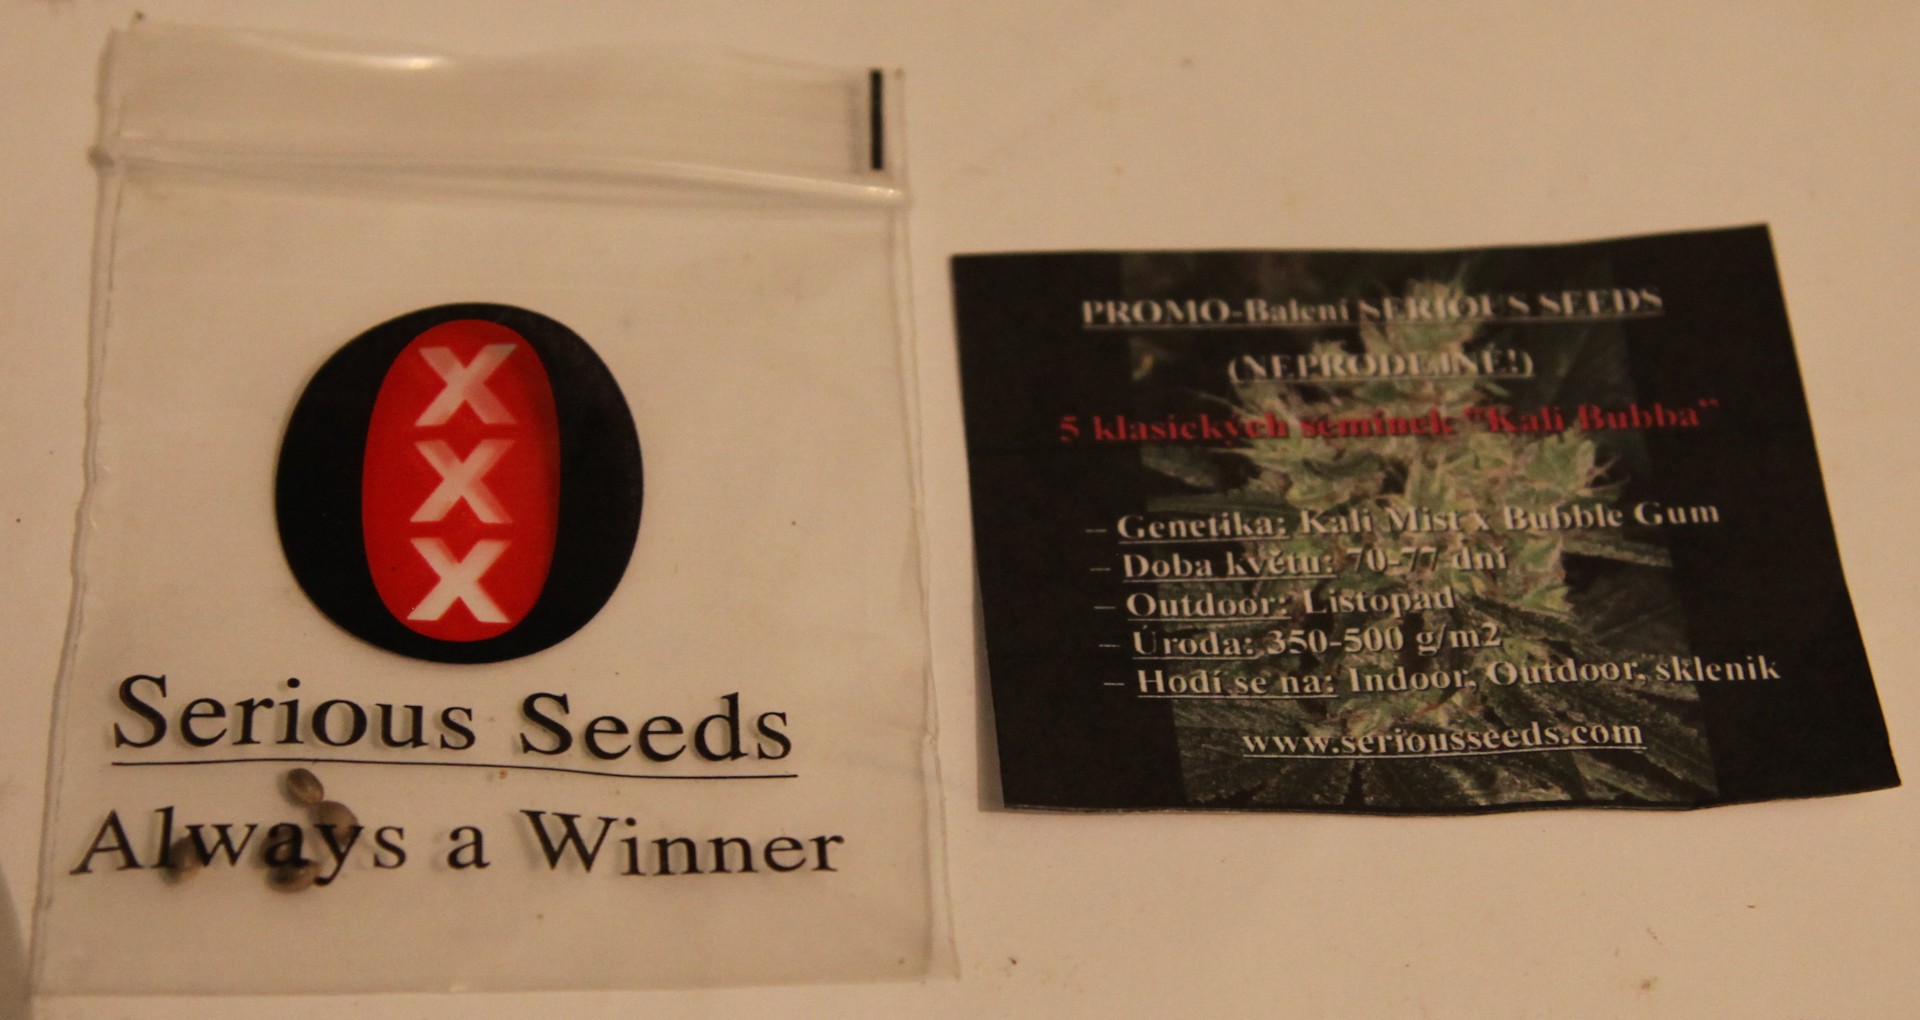 X
X
X
Serious Seeds
Always a Winner
PROMO-Balení SERIOUS SEEDS
(NEPRODEJNÉ!)
5 klasických semínek "Kali Bubba"
– Genetika: Kali Mist x Bubble Gum
– Doba květu: 70-77 dní
– Outdoor: Listopad
– Úroda: 350-500 g/m2
– Hodí se na: Indoor, Outdoor, skleník
www.seriousseeds.com